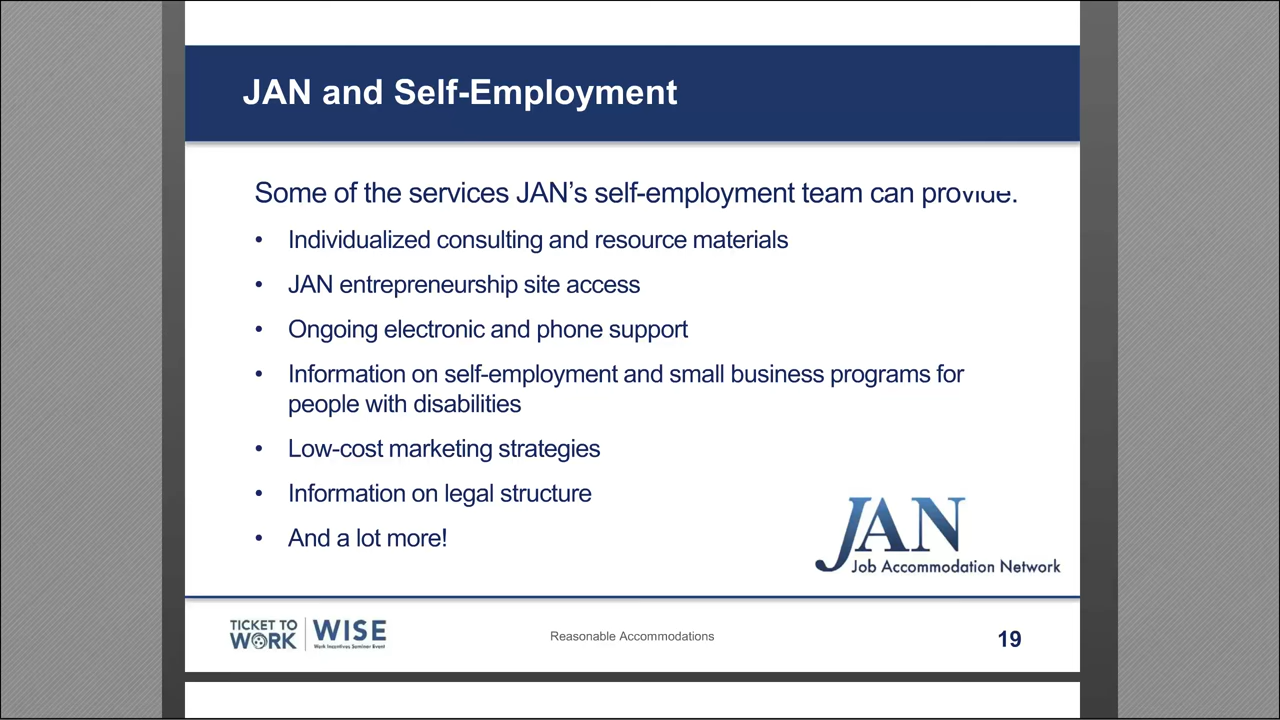 JAN and Self-Employment
Some of the services JAN’s self-employment team can provide:
• Individualized consulting and resource materials
• JAN entrepreneurship site access
• Ongoing electronic and phone support
• Information on self-employment and small business programs for
people with disabilities
• Low-cost marketing strategies
• Information on legal structure
• And a lot more!
JAN
Job Accommodation Network
TICKET TO
WORK
WISE
Work Incentives Seminar Event
Reasonable Accommodations
19